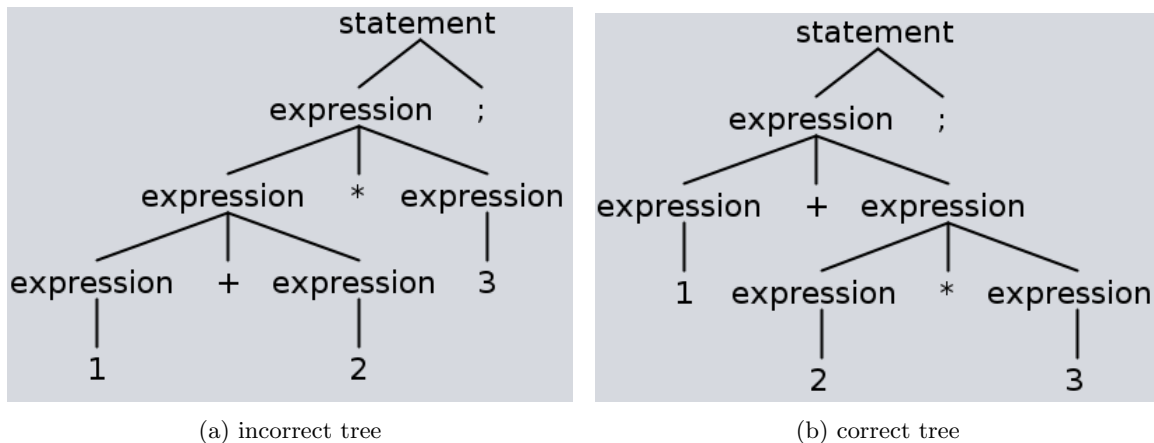 statement
expression ;
expression * expression
expression + expression 3
1 2
(a) incorrect tree
statement
expression ;
expression + expression
1 expression * expression
2 3
(b) correct tree